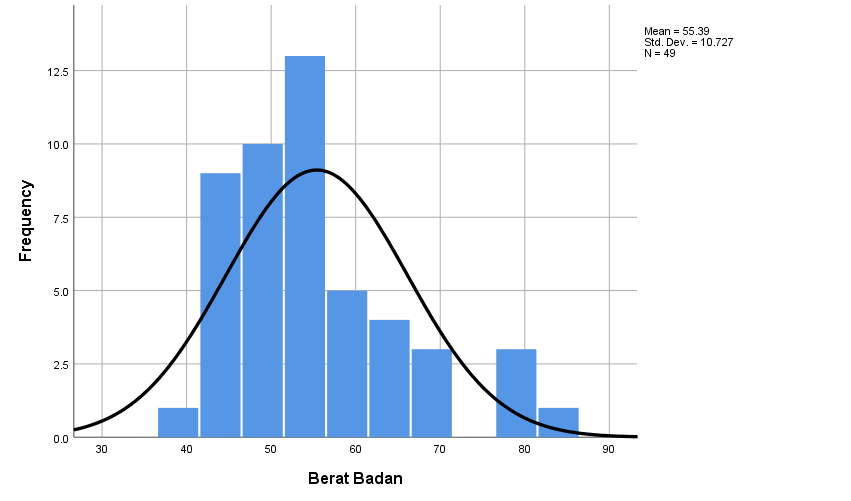 Mean = 55.39
Std. Dev. = 10.727
N = 49
12.5
10.0
7.5
5.0
2.5
0.0
Frequency
30 40 50 60 70 80 90
Berat Badan